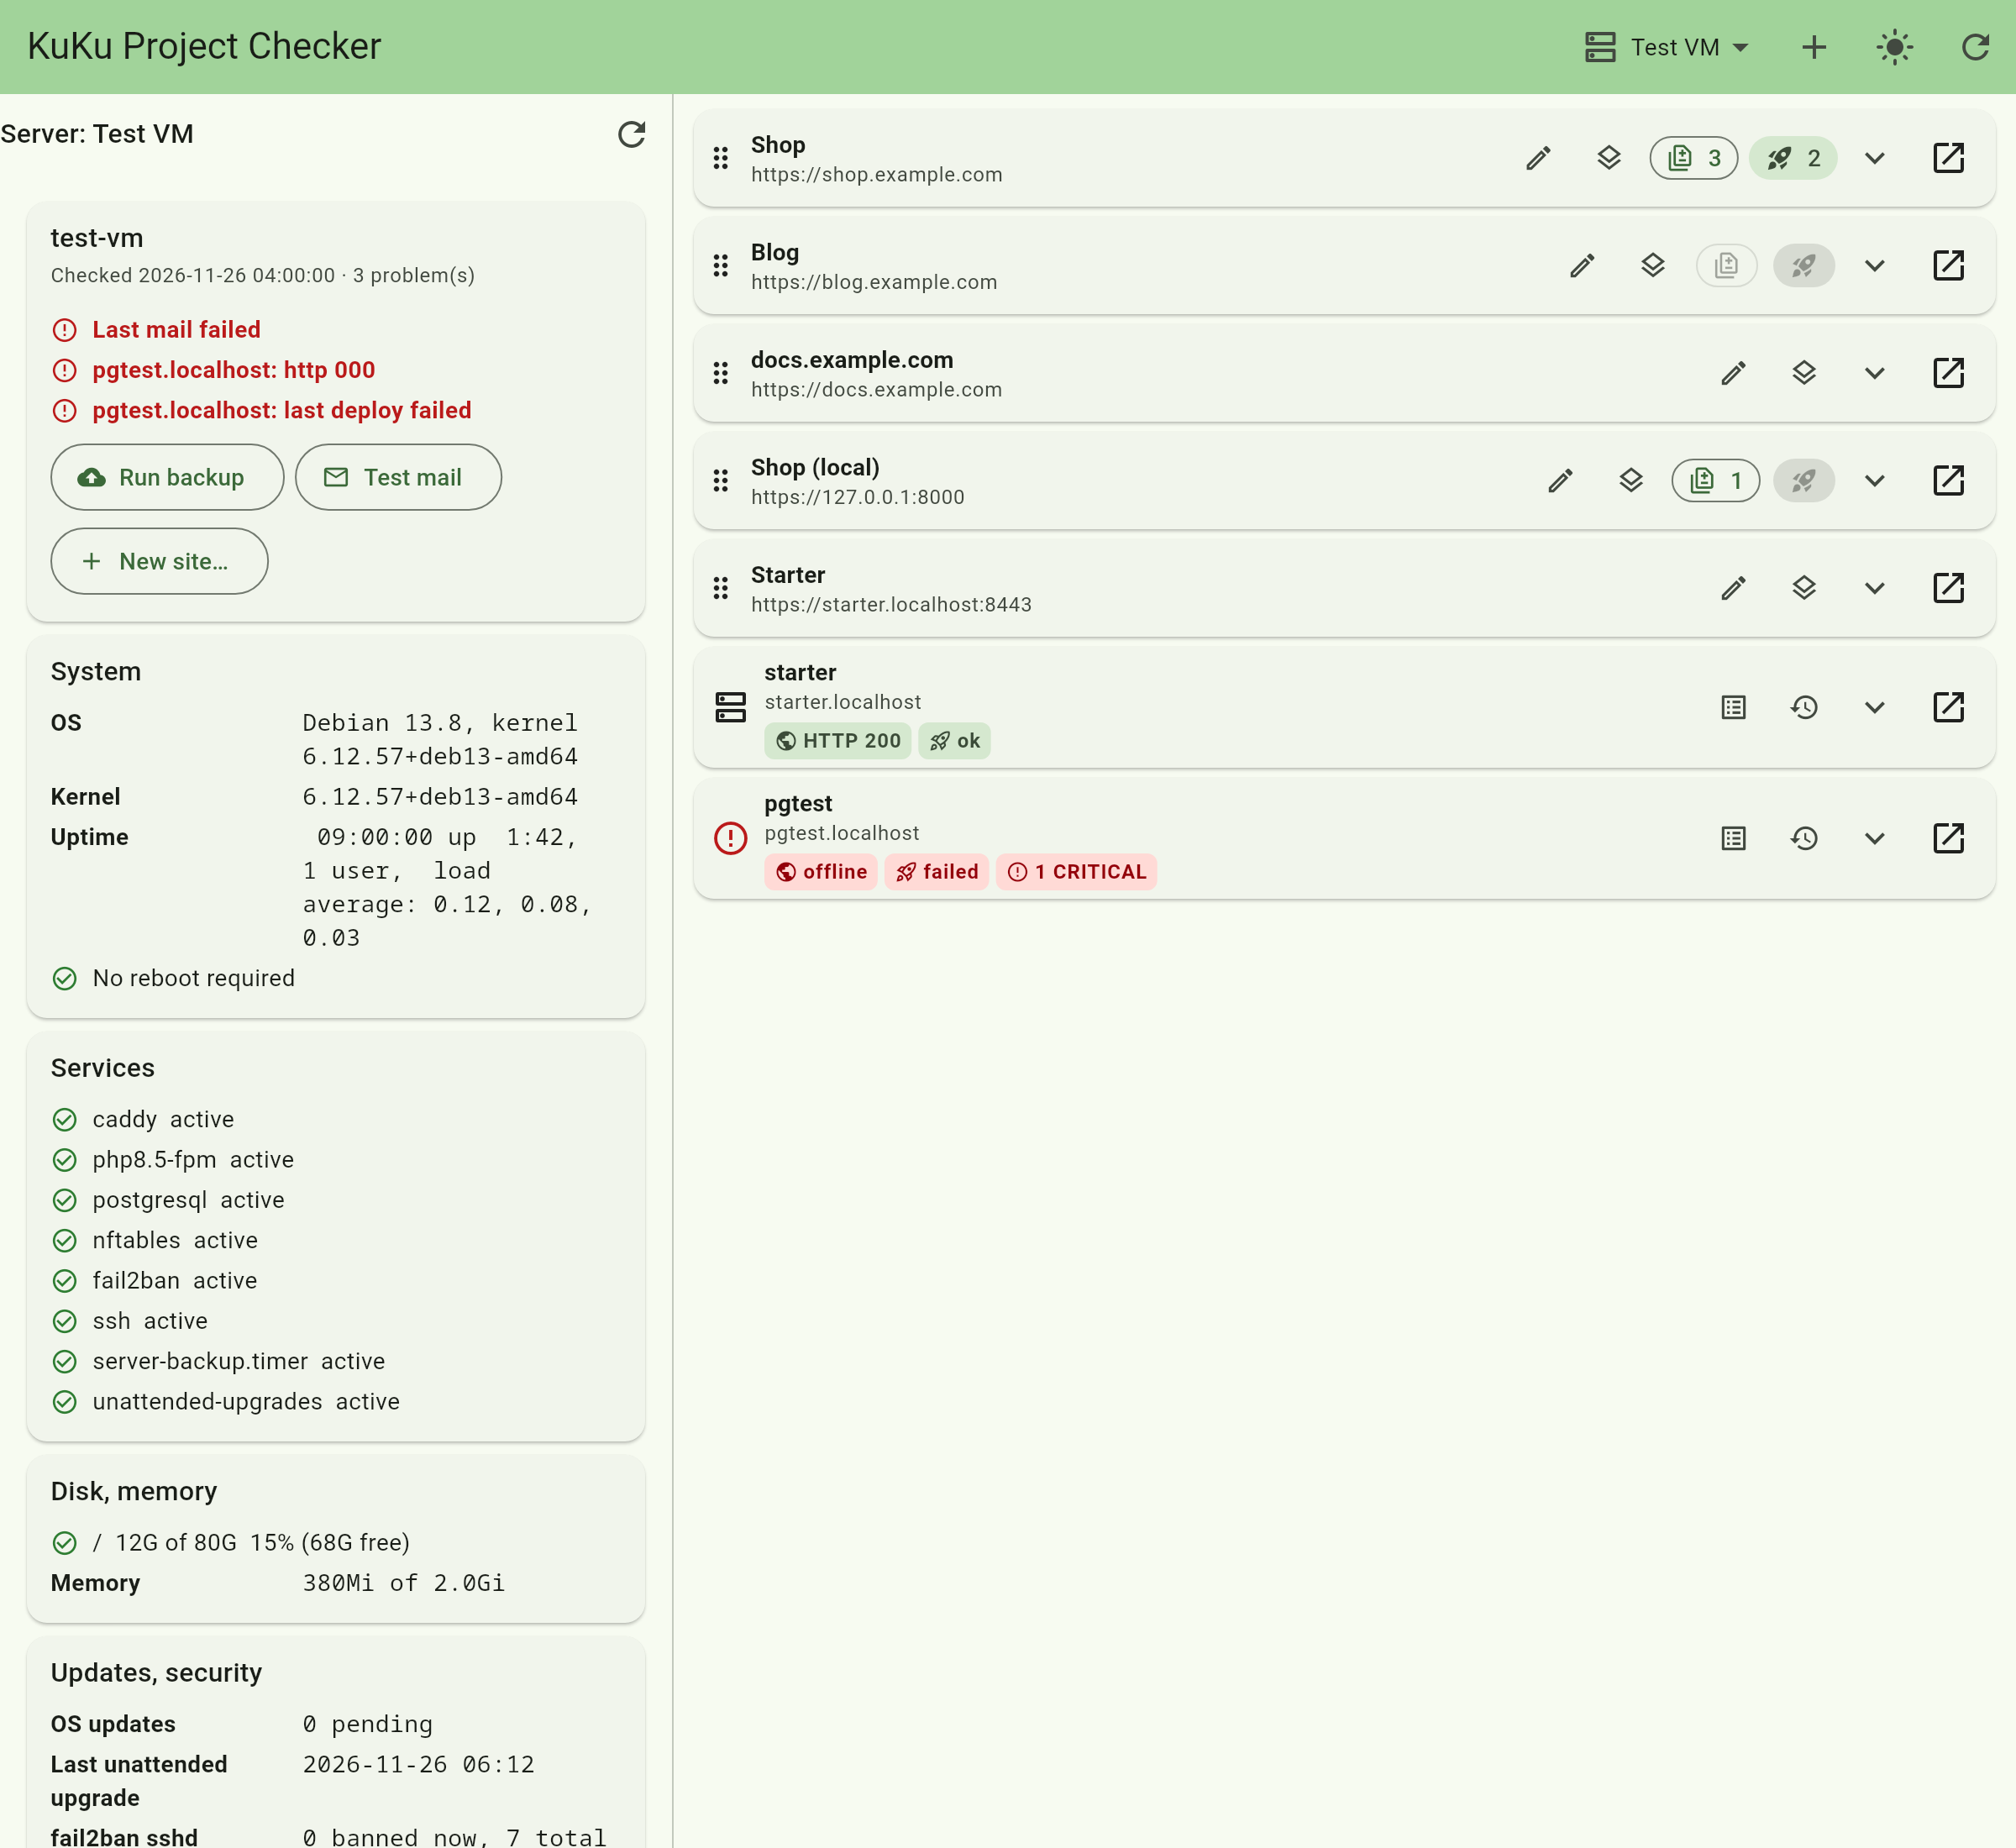 KuKu Project Checker
Test VM
Server: Test VM
test-vm
Checked 2026-11-26 04:00:00 · 3 problem(s)
Last mail failed
pgtest.localhost: http 000
pgtest.localhost: last deploy failed
Run backup
Test mail
New site…
System
OS Debian 13.8, kernel
6.12.57+deb13-amd64
Kernel 6.12.57+deb13-amd64
Uptime 09:00:00 up 1:42,
1 user, load
average: 0.12, 0.08,
0.03
No reboot required
Services
caddy active
php8.5-fpm active
postgresql active
nftables active
fail2ban active
ssh active
server-backup.timer active
unattended-upgrades active
Disk, memory
/ 12G of 80G 15% (68G free)
Memory 380Mi of 2.0Gi
Updates, security
OS updates 0 pending
Last unattended 2026-11-26 06:12
upgrade
fail2ban sshd 0 banned now, 7 total
Shop
https://shop.example.com
3
2
Blog
https://blog.example.com
docs.example.com
https://docs.example.com
Shop (local)
https://127.0.0.1:8000
1
Starter
https://starter.localhost:8443
starter
starter.localhost
HTTP 200
ok
pgtest
pgtest.localhost
offline
failed
1 CRITICAL